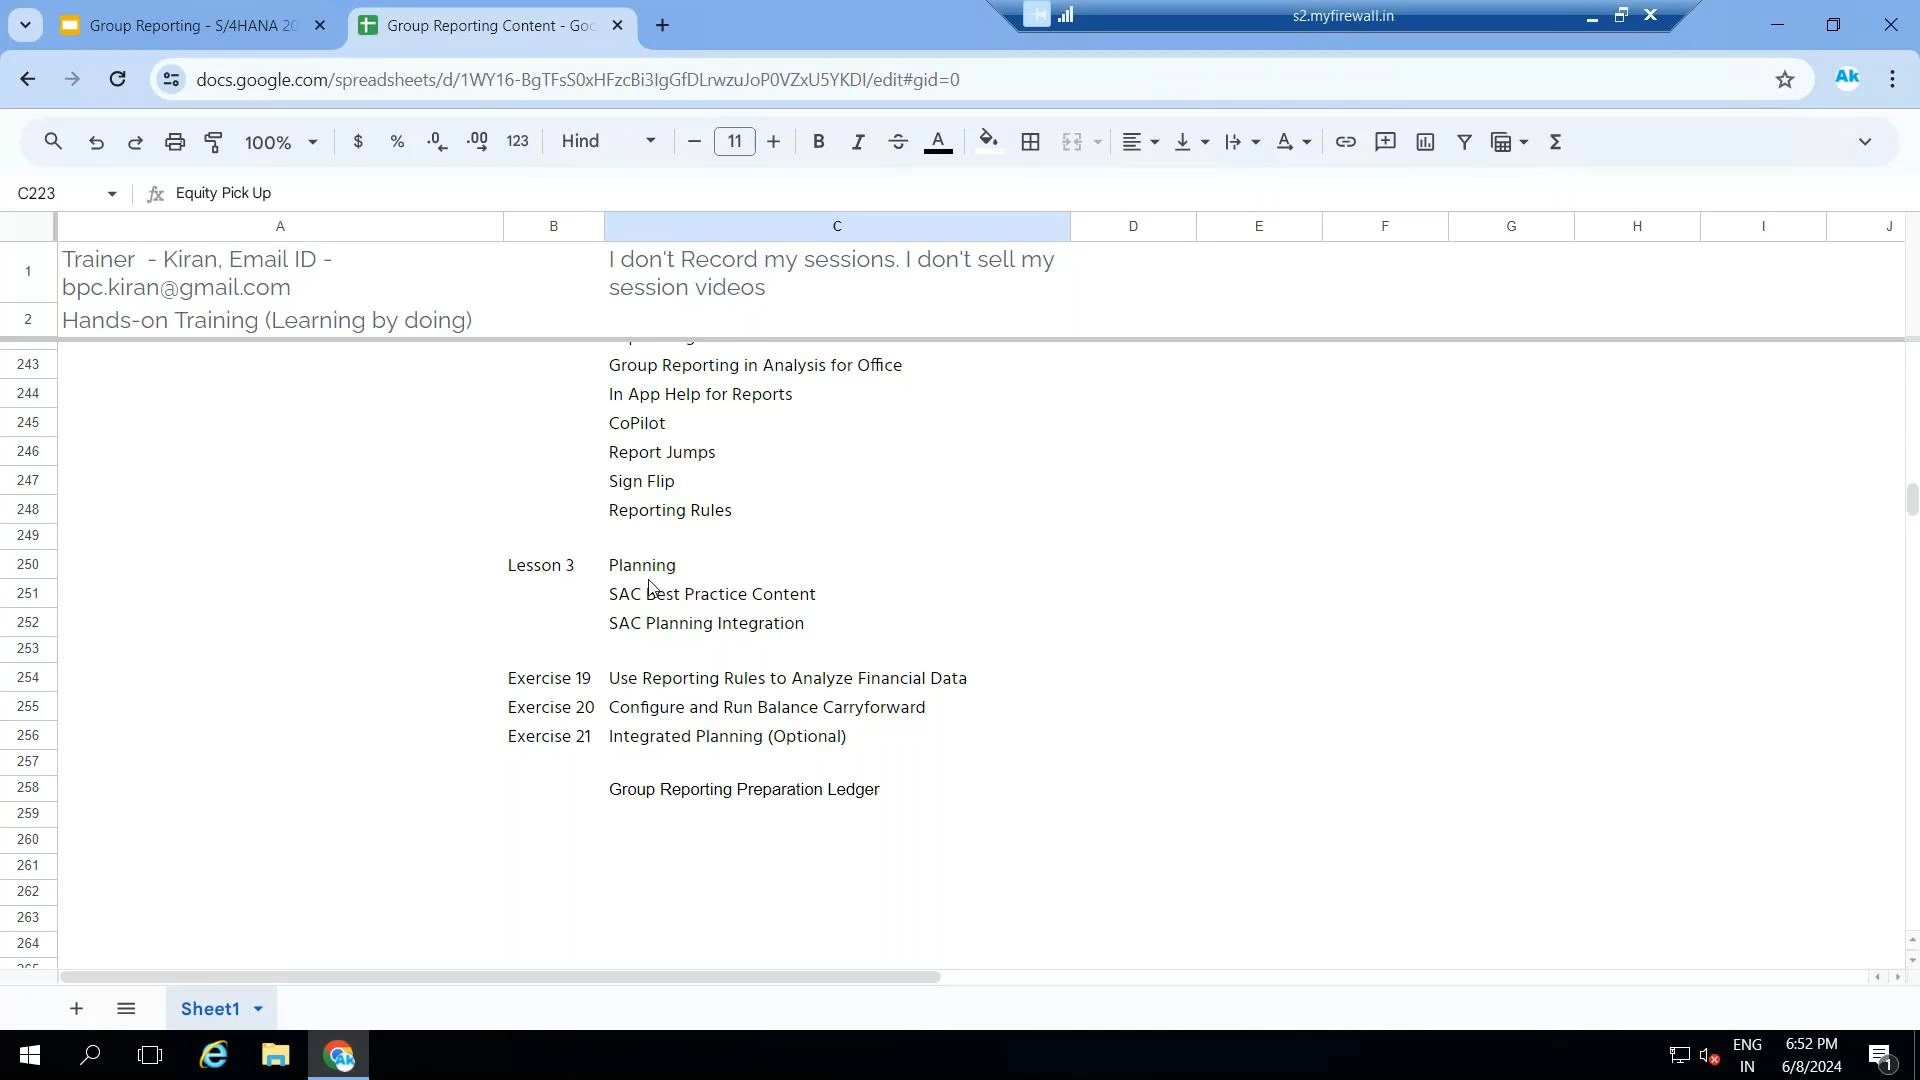 Group Reporting - S/4HANA 20
Group Reporting Content - Goo
s2.myfirewall.in
docs.google.com/spreadsheets/d/1WY16-BgTFsS0xHFzcBi3IgGfDLrwzuJoP0VZxU5YKDI/edit#gid=0
Ak
100%
$
%
.0
.00
123
Hind
11
B
I
S
A
C223
fx
Equity Pick Up
A B C D E F G H I J
1 Trainer - Kiran, Email ID -
bpc.kiran@gmail.com
I don't Record my sessions. I don't sell my
session videos
2 Hands-on Training (Learning by doing)
243 Group Reporting in Analysis for Office
244 In App Help for Reports
245 CoPilot
246 Report Jumps
247 Sign Flip
248 Reporting Rules
249
250 Lesson 3 Planning
251 SAC Best Practice Content
252 SAC Planning Integration
253
254 Exercise 19 Use Reporting Rules to Analyze Financial Data
255 Exercise 20 Configure and Run Balance Carryforward
256 Exercise 21 Integrated Planning (Optional)
257
258 Group Reporting Preparation Ledger
259
260
261
262
263
264
Sheet1
ENG
IN
6:52 PM
6/8/2024
1